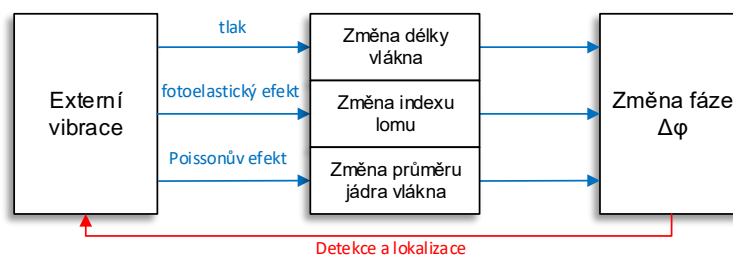 tlak
Změna délky
vlákna
Externí
vibrace
fotoelastický efekt
Změna indexu
lomu
Změna fáze
Δφ
Poissonův efekt
Změna průměru
jádra vlákna
Detekce a lokalizace